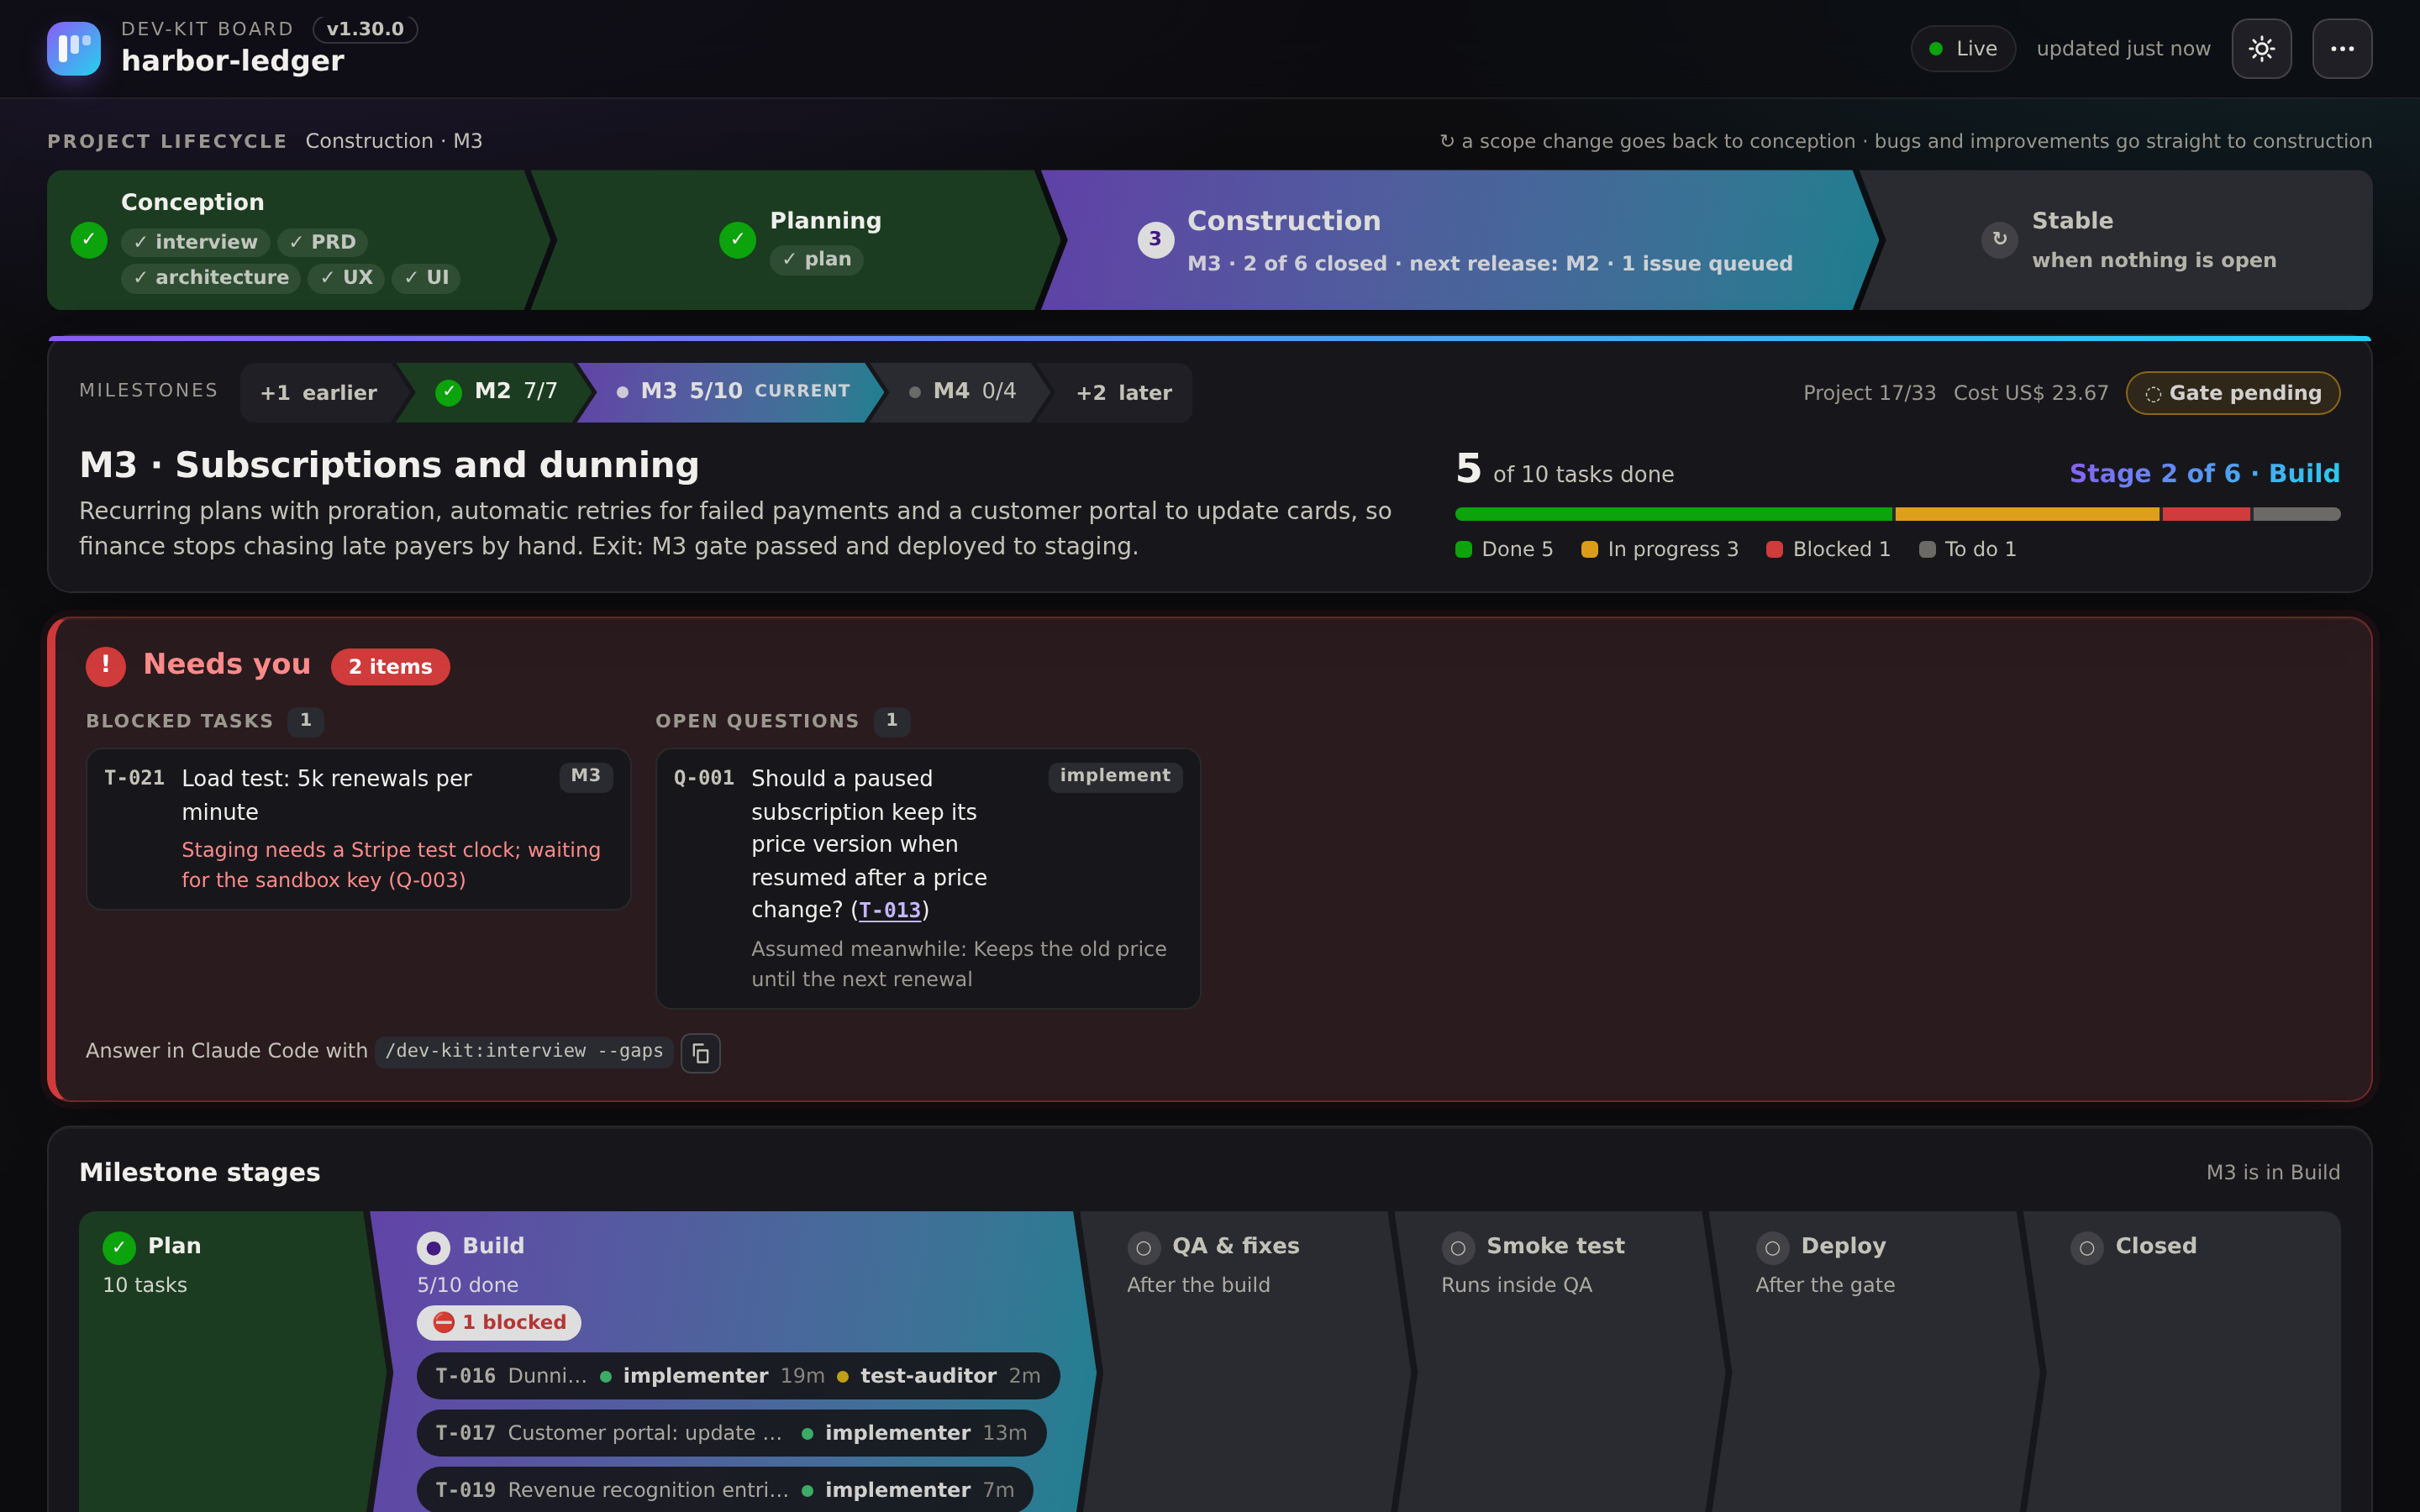 DEV-KIT BOARD v1.30.0
harbor-ledger
Live updated just now
PROJECT LIFECYCLE Construction · M3
↻ a scope change goes back to conception · bugs and improvements go straight to construction
✓ Conception
✓ interview ✓ PRD
✓ architecture ✓ UX ✓ UI
✓ Planning
✓ plan
3 Construction
M3 · 2 of 6 closed · next release: M2 · 1 issue queued
↻ Stable
when nothing is open
MILESTONES +1 earlier ✓ M2 7/7 M3 5/10 CURRENT M4 0/4 +2 later
Project 17/33 Cost US$ 23.67 Gate pending
M3 · Subscriptions and dunning
Recurring plans with proration, automatic retries for failed payments and a customer portal to update cards, so
finance stops chasing late payers by hand. Exit: M3 gate passed and deployed to staging.
5 of 10 tasks done Stage 2 of 6 · Build
Done 5 In progress 3 Blocked 1 To do 1
! Needs you 2 items
BLOCKED TASKS 1
T-021 Load test: 5k renewals per M3
minute
Staging needs a Stripe test clock; waiting
for the sandbox key (Q-003)
OPEN QUESTIONS 1
Q-001 Should a paused implement
subscription keep its
price version when
resumed after a price
change? (T-013)
Assumed meanwhile: Keeps the old price
until the next renewal
Answer in Claude Code with /dev-kit:interview --gaps
Milestone stages M3 is in Build
✓ Plan
10 tasks
Build
5/10 done
⛔ 1 blocked
T-016 Dunni… implementer 19m test-auditor 2m
T-017 Customer portal: update … implementer 13m
T-019 Revenue recognition entri… implementer 7m
QA & fixes
After the build
Smoke test
Runs inside QA
Deploy
After the gate
Closed